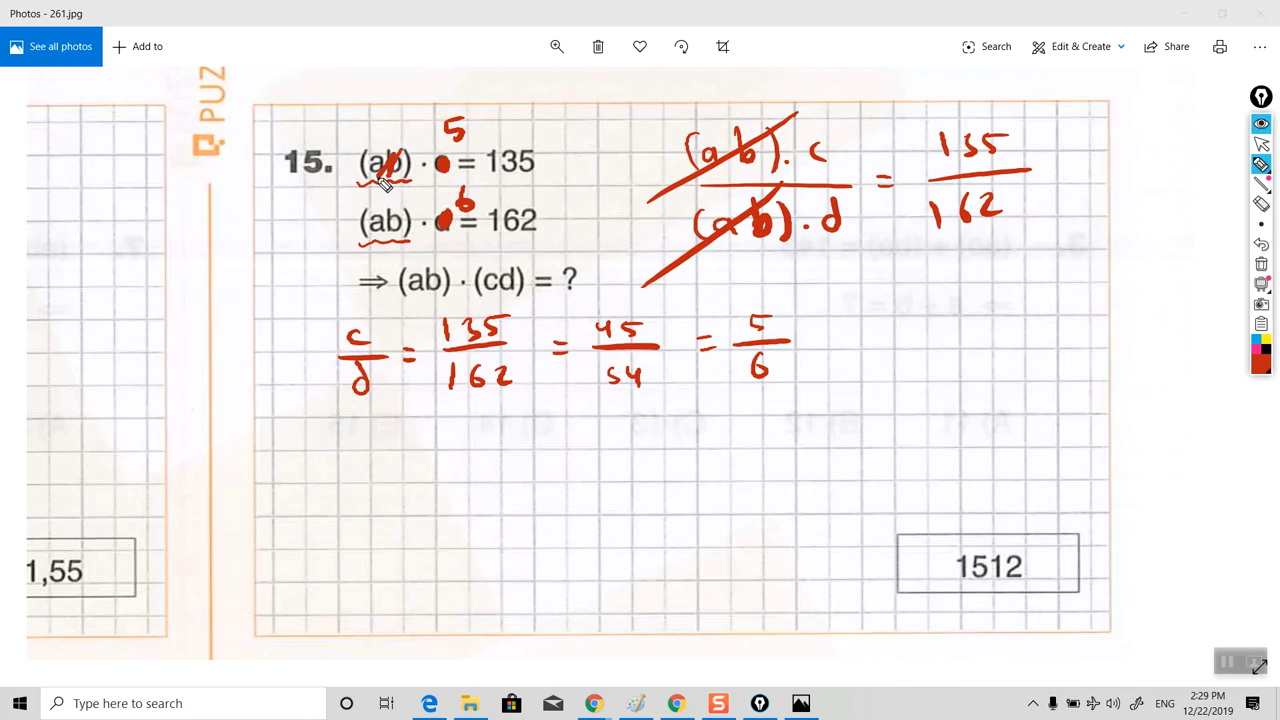 Photos - 261.jpg
See all photos
Add to
Search
Edit & Create
Share
PUZ
15. (ab) · 5 = 135
(ab) · 6 = 162
⇒ (ab) · (cd) = ?
(ab).c / (ab).d = 135 / 162
c / d = 135 / 162 = 45 / 54 = 5 / 6
1,55
1512
Type here to search
ENG
2:29 PM
12/22/2019